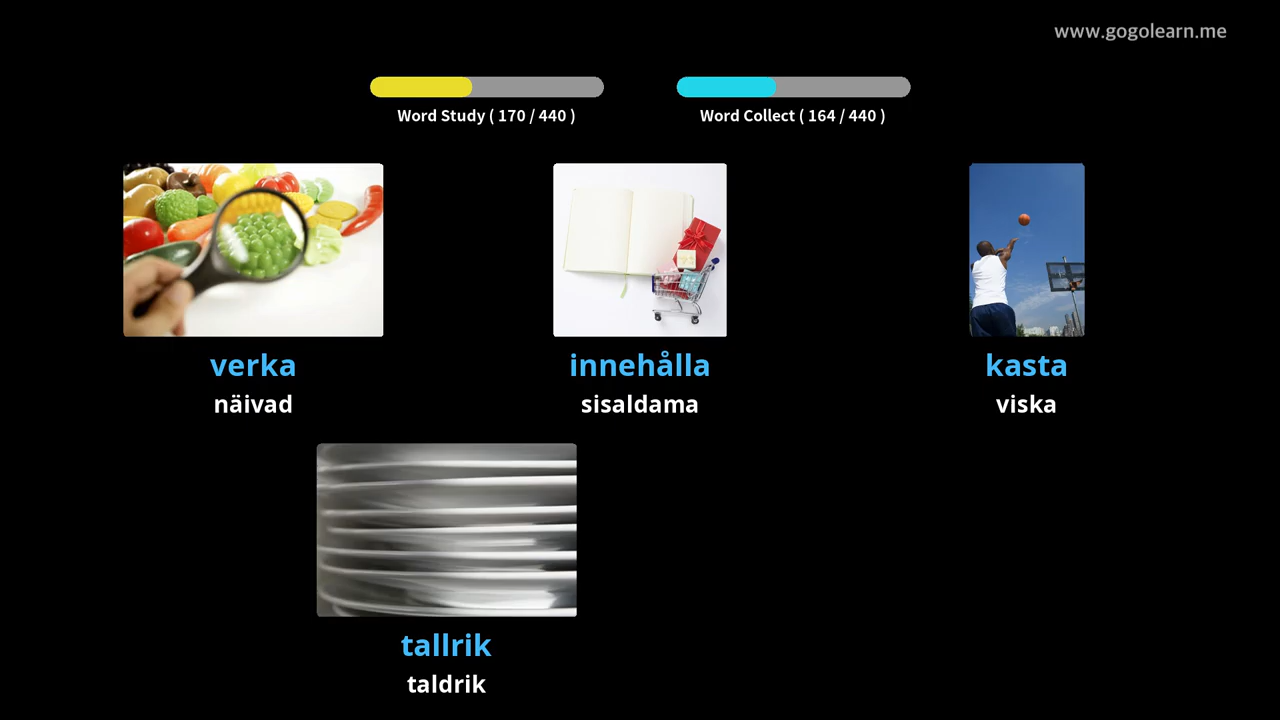 www.gogolearn.me
Word Study ( 170 / 440 )
Word Collect ( 164 / 440 )
verka
innehålla
kasta
näivad
sisaldama
viska
tallrik
taldrik